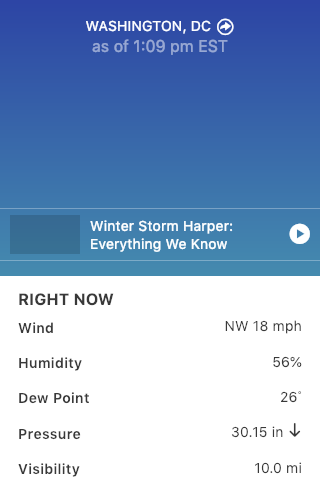 WASHINGTON, DC
as of 1:09 pm EST
Winter Storm Harper:
Everything We Know
RIGHT NOW
Wind NW 18 mph
Humidity 56%
Dew Point 26°
Pressure 30.15 in ↓
Visibility 10.0 mi